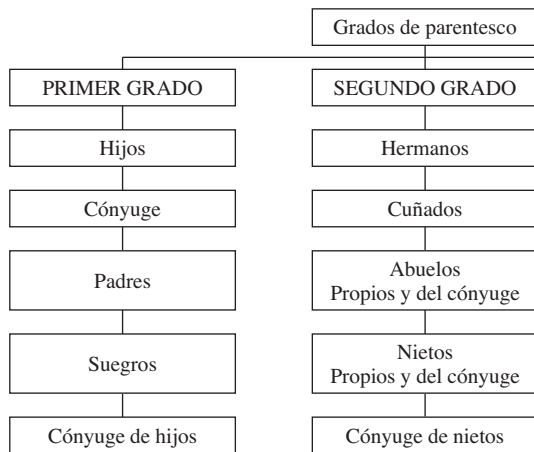 Grados de parentesco
PRIMER GRADO
Hijos
Cónyuge
Padres
Suegros
Cónyuge de hijos
SEGUNDO GRADO
Hermanos
Cuñados
Abuelos
Propios y del cónyuge
Nietos
Propios y del cónyuge
Cónyuge de nietos